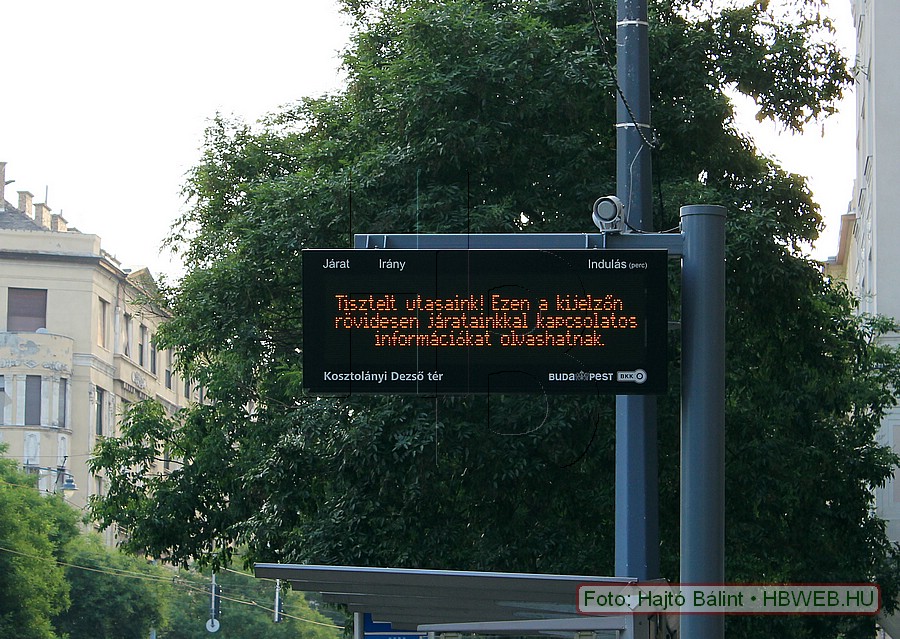 Járat Irány Indulás (perc)
Tisztelt utasaink! Ezen a kijelzőn
rövidesen járatainkkal kapcsolatos
információkat olvashatnak.
Kosztolányi Dezső tér BUDAPEST BKK
Foto: Hajtó Bálint • HBWEB.HU